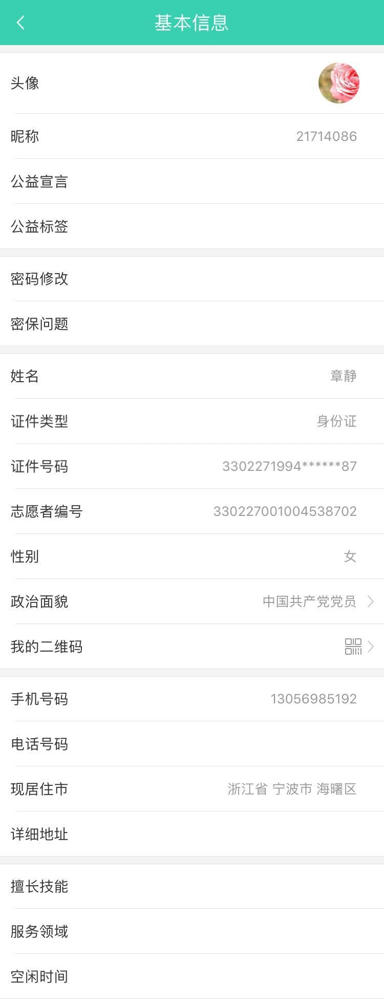 基本信息
头像
昵称 21714086
公益宣言
公益标签
密码修改
密保问题
姓名 章静
证件类型 身份证
证件号码 3302271994******87
志愿者编号 330227001004538702
性别 女
政治面貌 中国共产党党员
我的二维码
手机号码 13056985192
电话号码
现居住市 浙江省 宁波市 海曙区
详细地址
擅长技能
服务领域
空闲时间